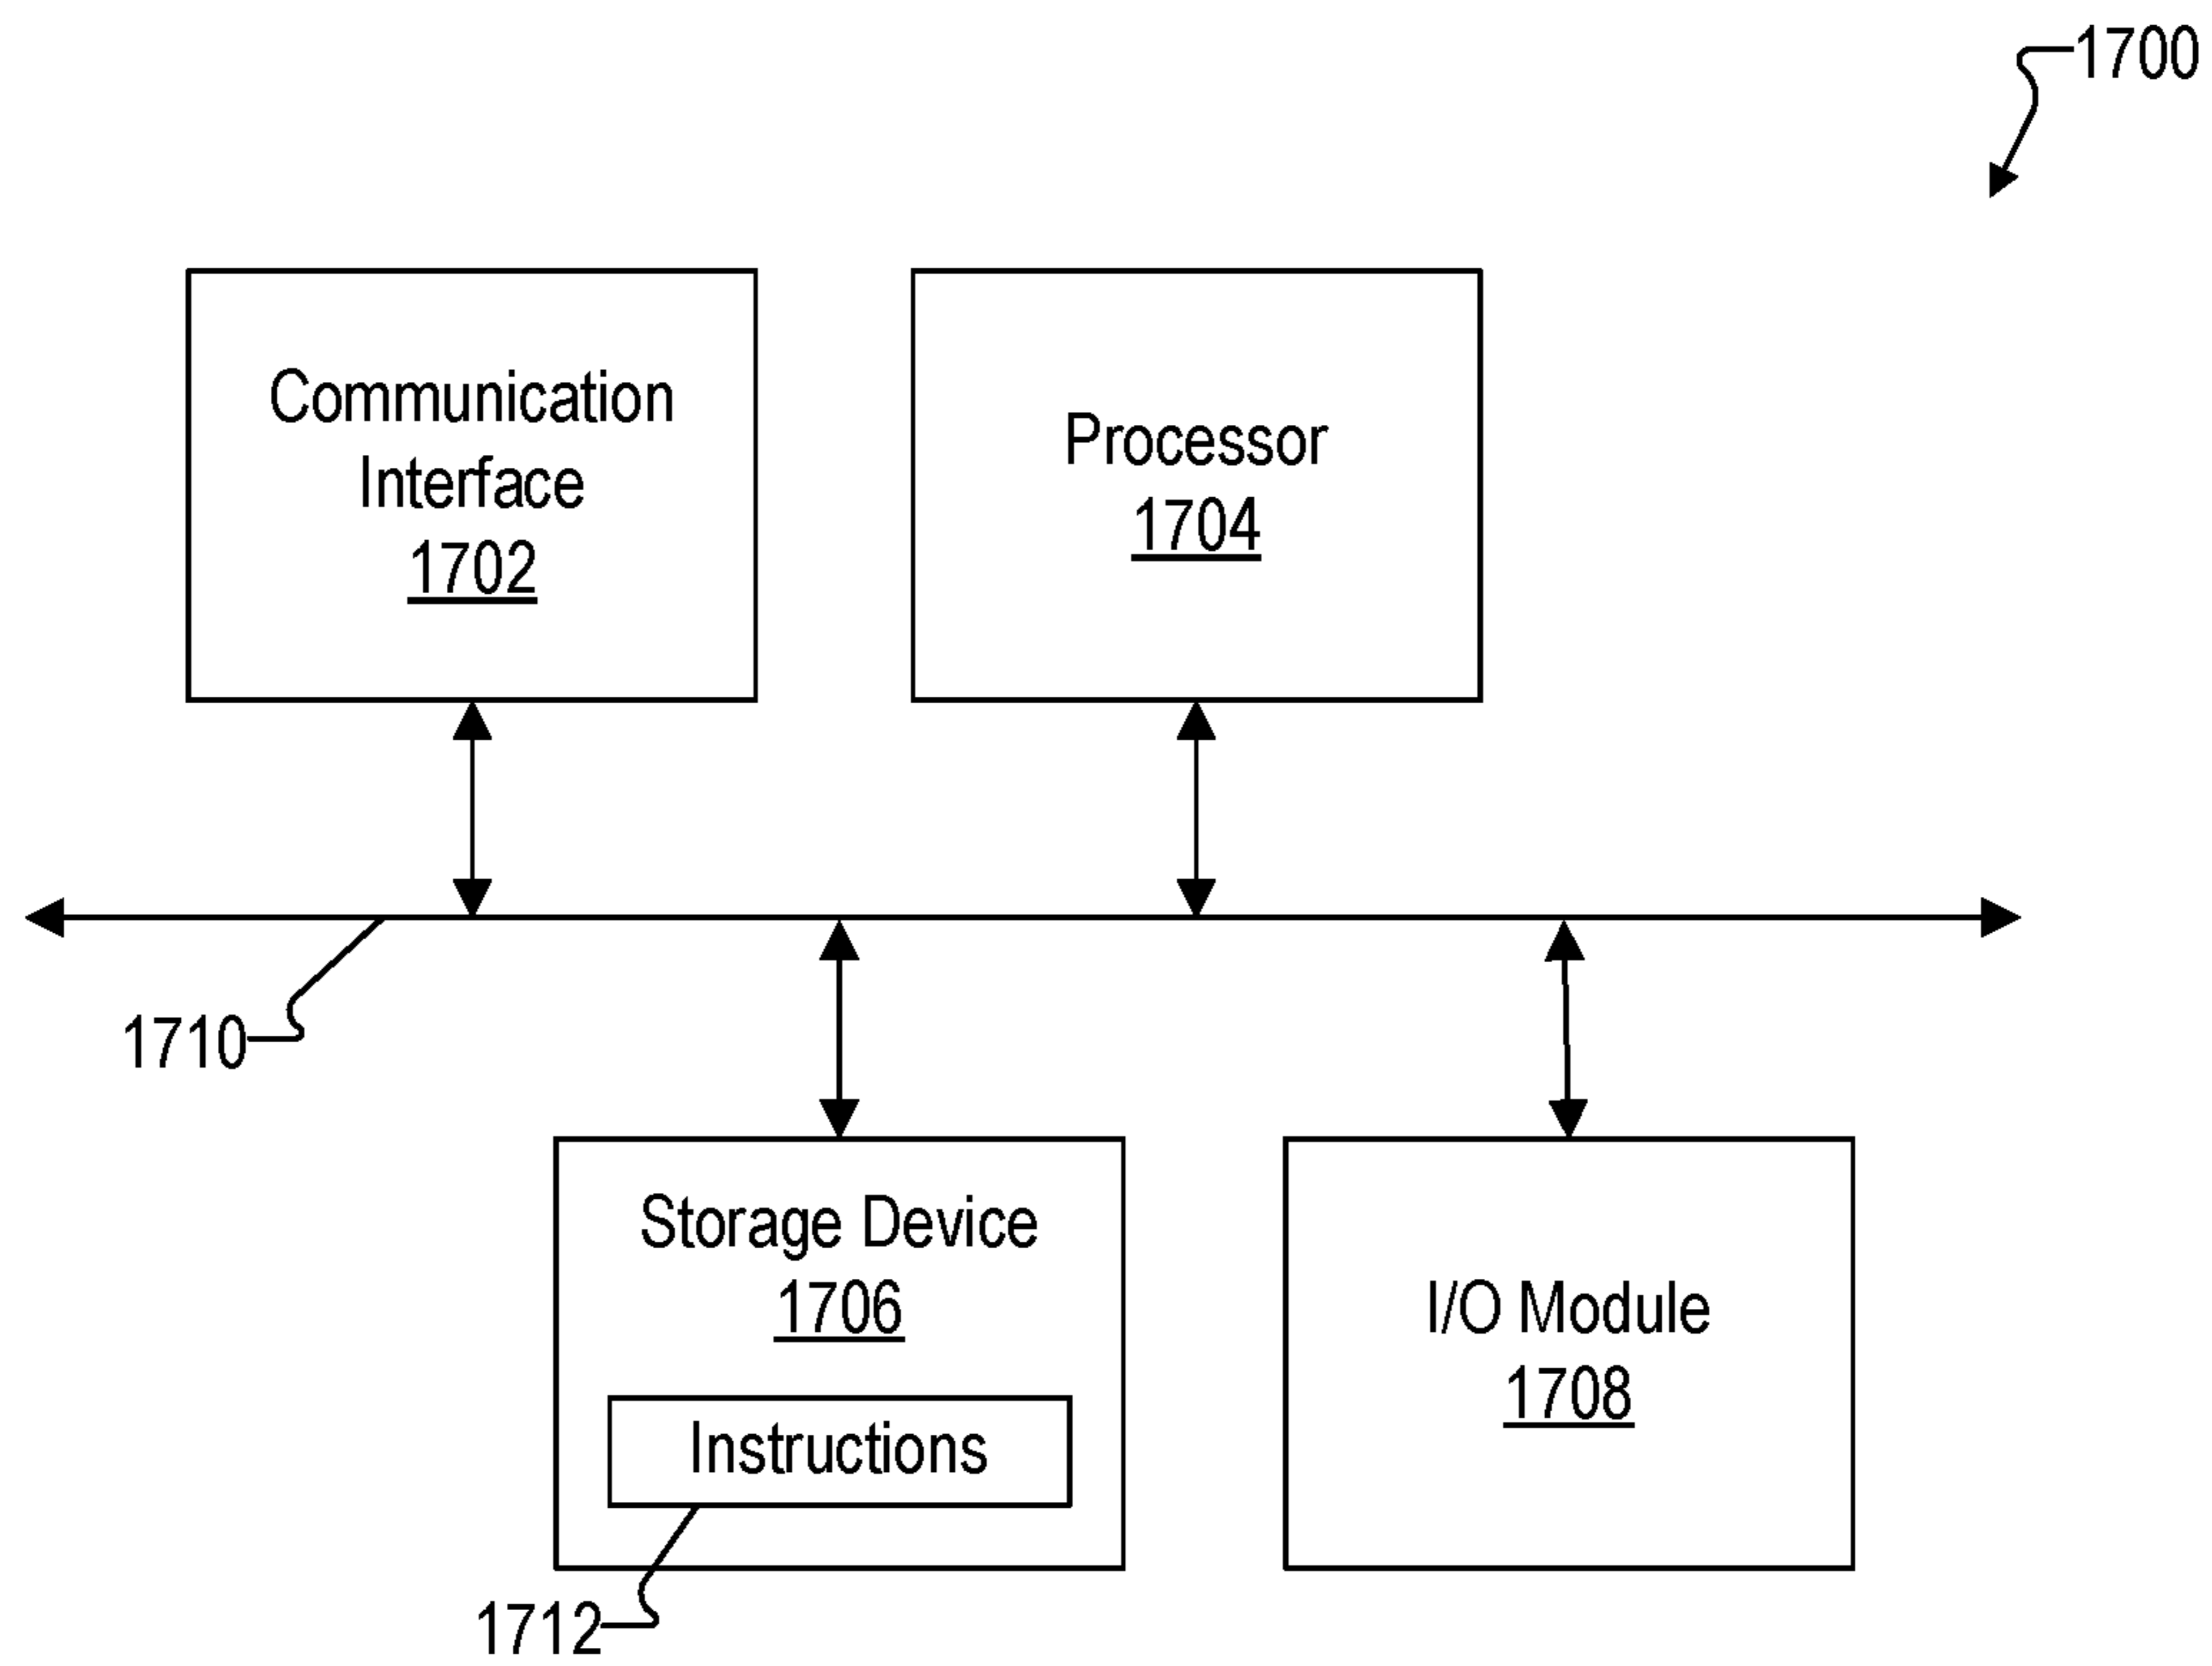 1700
Communication
Interface
1702
Processor
1704
1710
Storage Device
1706
Instructions
1712
I/O Module
1708